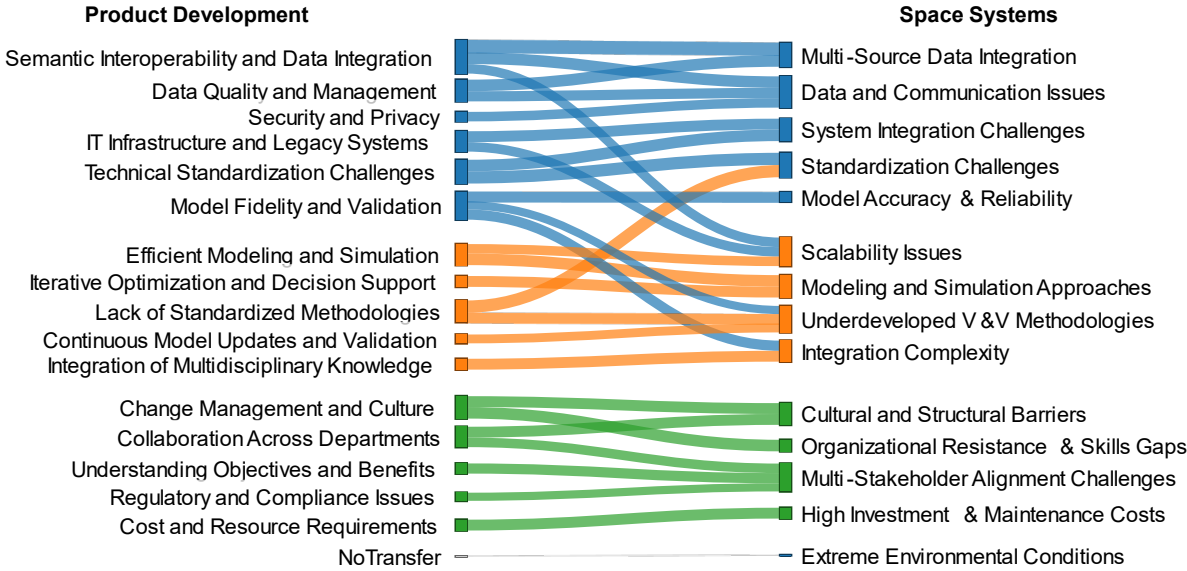 Product Development
Space Systems
Semantic Interoperability and Data Integration
Data Quality and Management
Security and Privacy
IT Infrastructure and Legacy Systems
Technical Standardization Challenges
Model Fidelity and Validation
Efficient Modeling and Simulation
Iterative Optimization and Decision Support
Lack of Standardized Methodologies
Continuous Model Updates and Validation
Integration of Multidisciplinary Knowledge
Change Management and Culture
Collaboration Across Departments
Understanding Objectives and Benefits
Regulatory and Compliance Issues
Cost and Resource Requirements
NoTransfer
Multi-Source Data Integration
Data and Communication Issues
System Integration Challenges
Standardization Challenges
Model Accuracy & Reliability
Scalability Issues
Modeling and Simulation Approaches
Underdeveloped V&V Methodologies
Integration Complexity
Cultural and Structural Barriers
Organizational Resistance & Skills Gaps
Multi-Stakeholder Alignment Challenges
High Investment & Maintenance Costs
Extreme Environmental Conditions